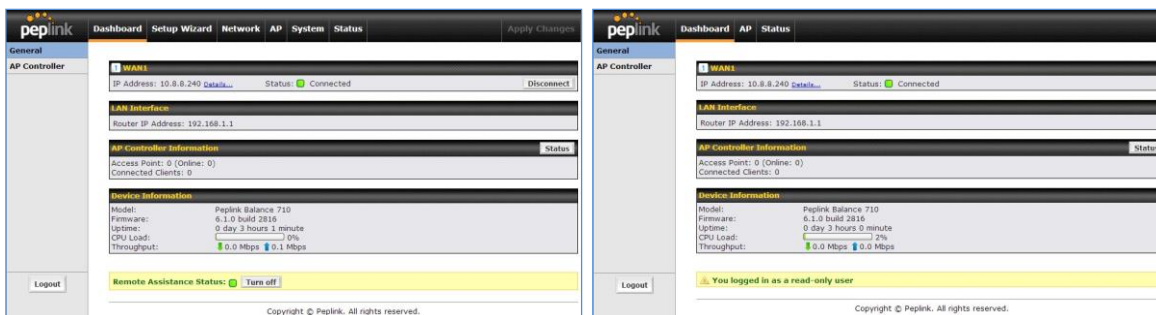 peplink
Dashboard Setup Wizard Network AP System Status Apply Changes
General
AP Controller
1 WAN1
IP Address: 10.8.8.240 Details... Status: Connected Disconnect
LAN Interface
Router IP Address: 192.168.1.1
AP Controller Information Status
Access Point: 0 (Online: 0)
Connected Clients: 0
Device Information
Model: Peplink Balance 710
Firmware: 6.1.0 build 2816
Uptime: 0 day 3 hours 1 minute
CPU Load: 0%
Throughput: 0.0 Mbps 0.1 Mbps
Logout
Remote Assistance Status: Turn off
Copyright © Peplink. All rights reserved.
peplink
Dashboard AP Status
General
AP Controller
1 WAN1
IP Address: 10.8.8.240 Details... Status: Connected
LAN Interface
Router IP Address: 192.168.1.1
AP Controller Information Status
Access Point: 0 (Online: 0)
Connected Clients: 0
Device Information
Model: Peplink Balance 710
Firmware: 6.1.0 build 2816
Uptime: 0 day 3 hours 0 minute
CPU Load: 2%
Throughput: 0.0 Mbps 0.0 Mbps
Logout
You logged in as a read-only user
Copyright © Peplink. All rights reserved.